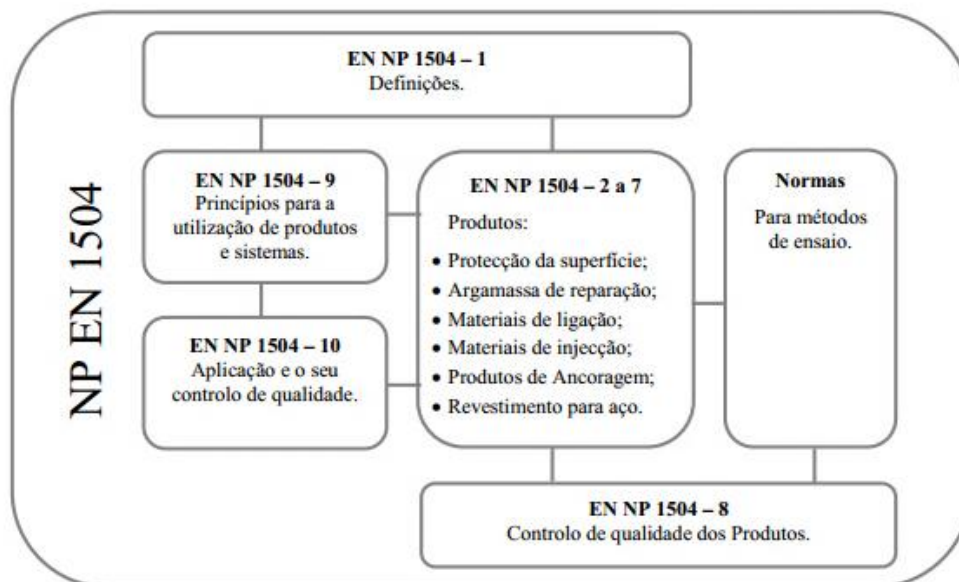 NP EN 1504
EN NP 1504 – 1
Definições.
EN NP 1504 – 9
Princípios para a
utilização de produtos
e sistemas.
EN NP 1504 – 10
Aplicação e o seu
controlo de qualidade.
EN NP 1504 – 2 a 7
Produtos:
• Protecção da superfície;
• Argamassa de reparação;
• Materiais de ligação;
• Materiais de injecção;
• Produtos de Ancoragem;
• Revestimento para aço.
Normas
Para métodos
de ensaio.
EN NP 1504 – 8
Controlo de qualidade dos Produtos.